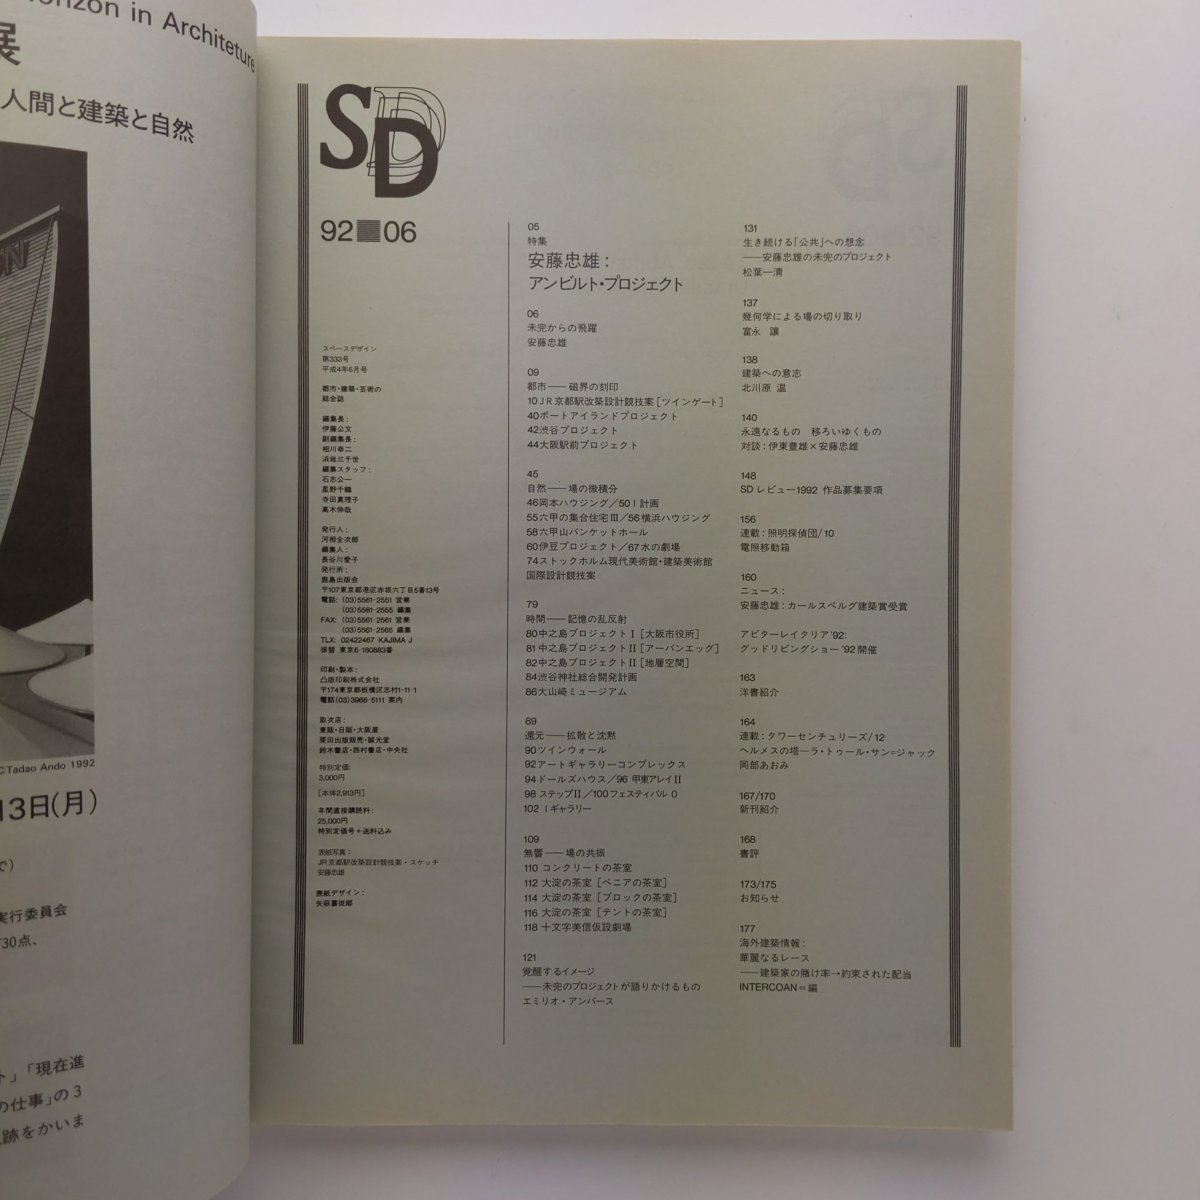 orizon in Architeture
展
人間と建築と自然
©Tadao Ando 1992
13日(月)
で)
実行委員会
30点、
ト」「現在進
の仕事」の3
跡をかいま
SD
92 06
スペースデザイン
第333号
平成4年6月号
都市・建築・芸術の
総合誌
編集長:
伊藤公文
副編集長:
相川幸二
浜地三千世
編集スタッフ:
石志公一
星野千鶴
寺田真理子
高木伸哉
発行人:
河相全次郎
編集人:
長谷川愛子
発行所:
鹿島出版会
〒107東京都港区赤坂六丁目5番13号
電話: (03)5561-2551 営業
(03)5561-2555 編集
FAX: (03)5561-2561 営業
(03)5561-2565 編集
TLX: 02422467 KAJIMA J
振替 東京6-180883番
印刷・製本:
凸版印刷株式会社
〒174東京都板橋区志村1-11-1
電話(03)3968-5111 案内
取次店:
東販・日販・大阪屋
栗田出版販売・誠光堂
鈴木書店・西村書店・中央社
特別定価:
3,000円
[本体2,913円]
年間直接購読料:
25,000円
特別定価号+送料込み
表紙写真:
JR京都駅改築設計競技案・スケッチ
安藤忠雄
表紙デザイン:
矢萩喜従郎
05
特集
安藤忠雄:
アンビルト・プロジェクト
06
未完からの飛躍
安藤忠雄
09
都市――磁界の刻印
10JR京都駅改築設計競技案[ツインゲート]
40ポートアイランドプロジェクト
42渋谷プロジェクト
44大阪駅前プロジェクト
45
自然――場の微積分
46岡本ハウジング/50I計画
55六甲の集合住宅III/56横浜ハウジング
58六甲山バンケットホール
60伊豆プロジェクト/67水の劇場
74ストックホルム現代美術館・建築美術館
国際設計競技案
79
時間――記憶の乱反射
80中之島プロジェクトI[大阪市役所]
81中之島プロジェクトII[アーバンエッグ]
82中之島プロジェクトII[地層空間]
84渋谷神社総合開発計画
86大山崎ミュージアム
89
還元――拡散と沈黙
90ツインウォール
92アートギャラリーコンプレックス
94ドールズハウス/96 甲東アレイII
98 ステップII/100フェスティバル O
102 Iギャラリー
109
無響――場の共振
110 コンクリートの茶室
112 大淀の茶室[ベニアの茶室]
114 大淀の茶室[ブロックの茶室]
116 大淀の茶室[テントの茶室]
118 十文字美信仮設劇場
121
覚醒するイメージ
――未完のプロジェクトが語りかけるもの
エミリオ・アンバース
131
生き続ける「公共」への想念
――安藤忠雄の未完のプロジェクト
松葉一清
137
幾何学による場の切り取り
富永 讓
138
建築への意志
北川原 温
140
永遠なるもの 移ろいゆくもの
対談:伊東豊雄×安藤忠雄
148
SDレビュー1992 作品募集要項
156
連載:照明探偵団/10
電照移動箱
160
ニュース:
安藤忠雄:カールスベルグ建築賞受賞
アビターレイタリア'92:
グッドリビングショー'92開催
163
洋書紹介
164
連載:タワーセンチュリーズ/12
ヘルメスの塔―ラ・トゥール・サン=ジャック
岡部あおみ
167/170
新刊紹介
168
書評
173/175
お知らせ
177
海外建築情報:
華麗なるレース
――建築家の賭け率→約束された配当
INTERCOAN=編